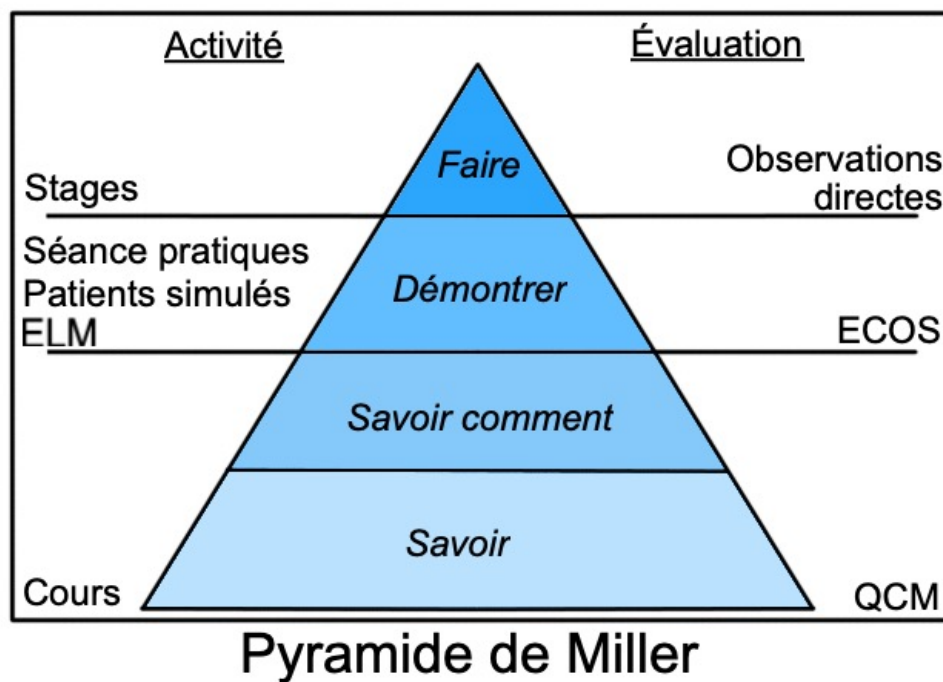 Activité
Évaluation
Faire
Stages
Observations
directes
Séance pratiques
Patients simulés
ELM
Démontrer
ECOS
Savoir comment
Savoir
Cours
QCM
Pyramide de Miller